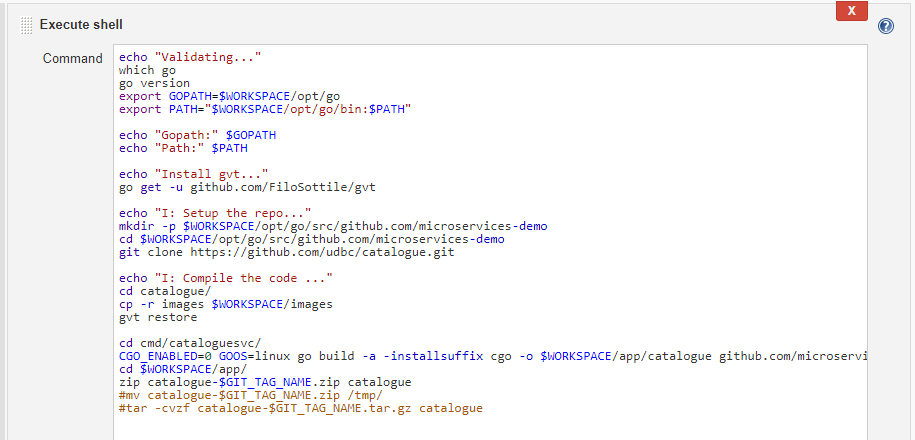 X
Execute shell
?
Command
echo "Validating..."
which go
go version
export GOPATH=$WORKSPACE/opt/go
export PATH="$WORKSPACE/opt/go/bin:$PATH"
echo "Gopath:" $GOPATH
echo "Path:" $PATH
echo "Install gvt..."
go get -u github.com/FiloSottile/gvt
echo "I: Setup the repo..."
mkdir -p $WORKSPACE/opt/go/src/github.com/microservices-demo
cd $WORKSPACE/opt/go/src/github.com/microservices-demo
git clone https://github.com/udbc/catalogue.git
echo "I: Compile the code ..."
cd catalogue/
cp -r images $WORKSPACE/images
gvt restore
cd cmd/cataloguesvc/
CGO_ENABLED=0 GOOS=linux go build -a -installsuffix cgo -o $WORKSPACE/app/catalogue github.com/microservi
cd $WORKSPACE/app/
zip catalogue-$GIT_TAG_NAME.zip catalogue
#mv catalogue-$GIT_TAG_NAME.zip /tmp/
#tar -cvzf catalogue-$GIT_TAG_NAME.tar.gz catalogue